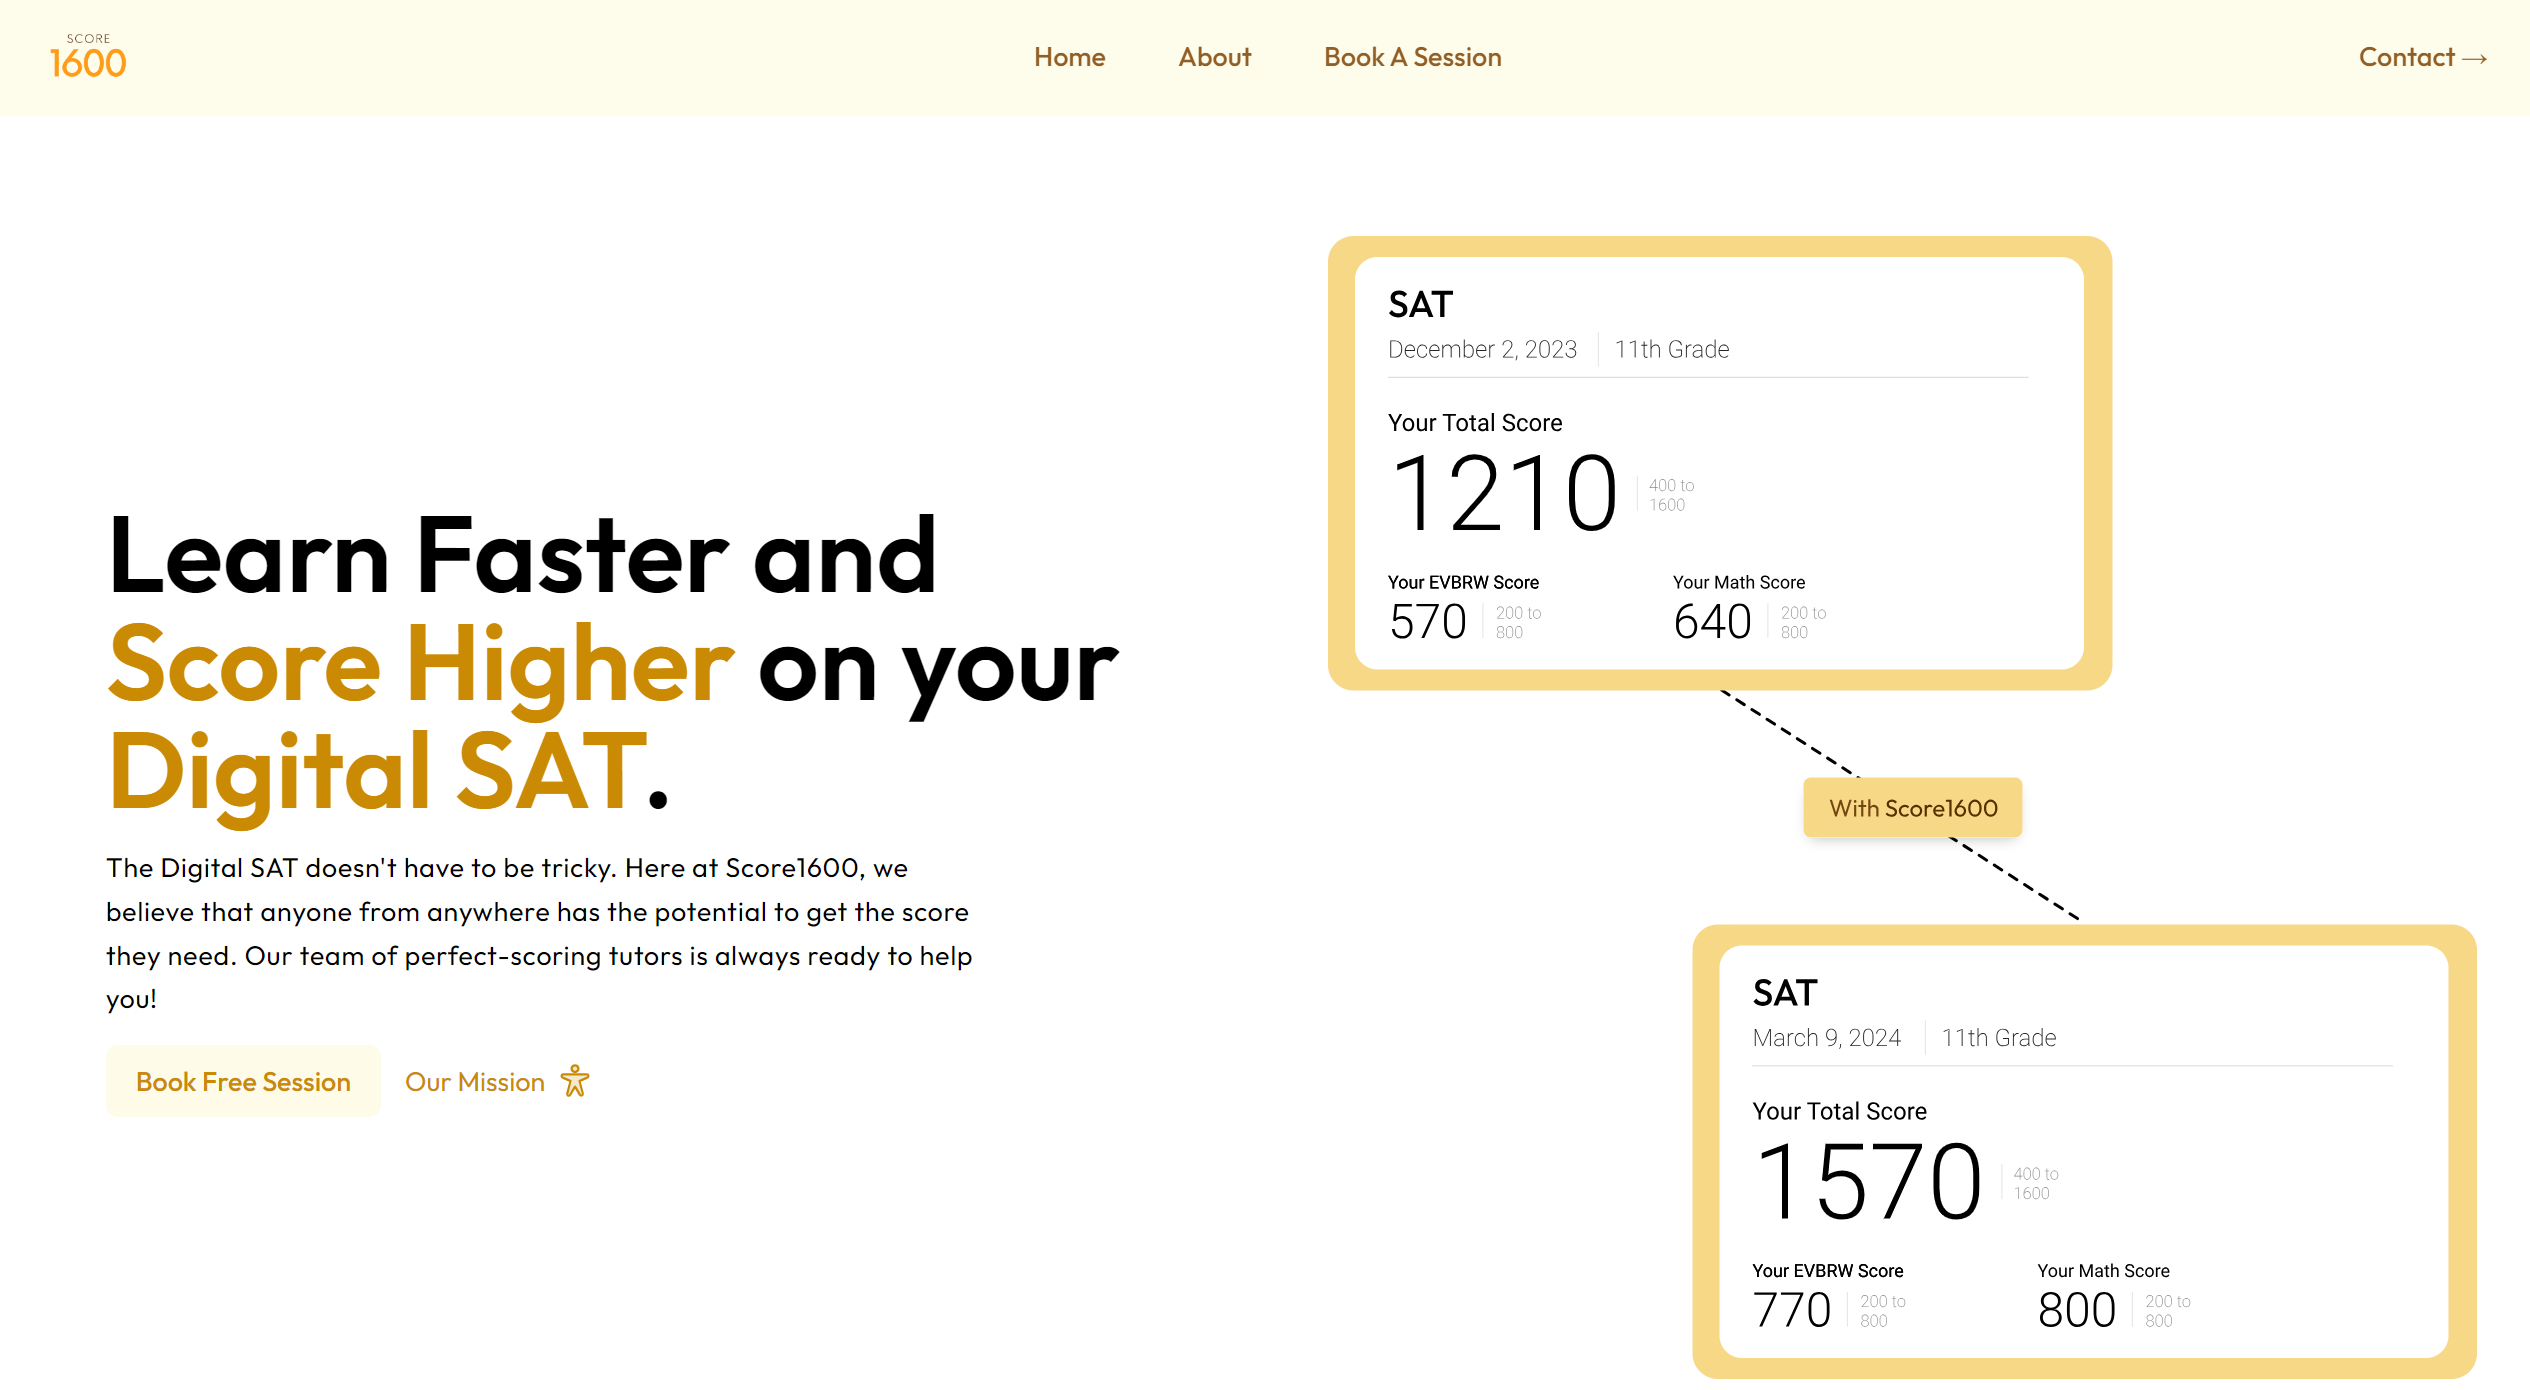 SCORE
1600
Home
About
Book A Session
Contact →
Learn Faster and
Score Higher on your
Digital SAT.
The Digital SAT doesn't have to be tricky. Here at Score1600, we
believe that anyone from anywhere has the potential to get the score
they need. Our team of perfect-scoring tutors is always ready to help
you!
Book Free Session
Our Mission
SAT
December 2, 2023
11th Grade
Your Total Score
1210
400 to
1600
Your EVBRW Score
570
200 to
800
Your Math Score
640
200 to
800
With Score1600
SAT
March 9, 2024
11th Grade
Your Total Score
1570
400 to
1600
Your EVBRW Score
770
200 to
800
Your Math Score
800
200 to
800